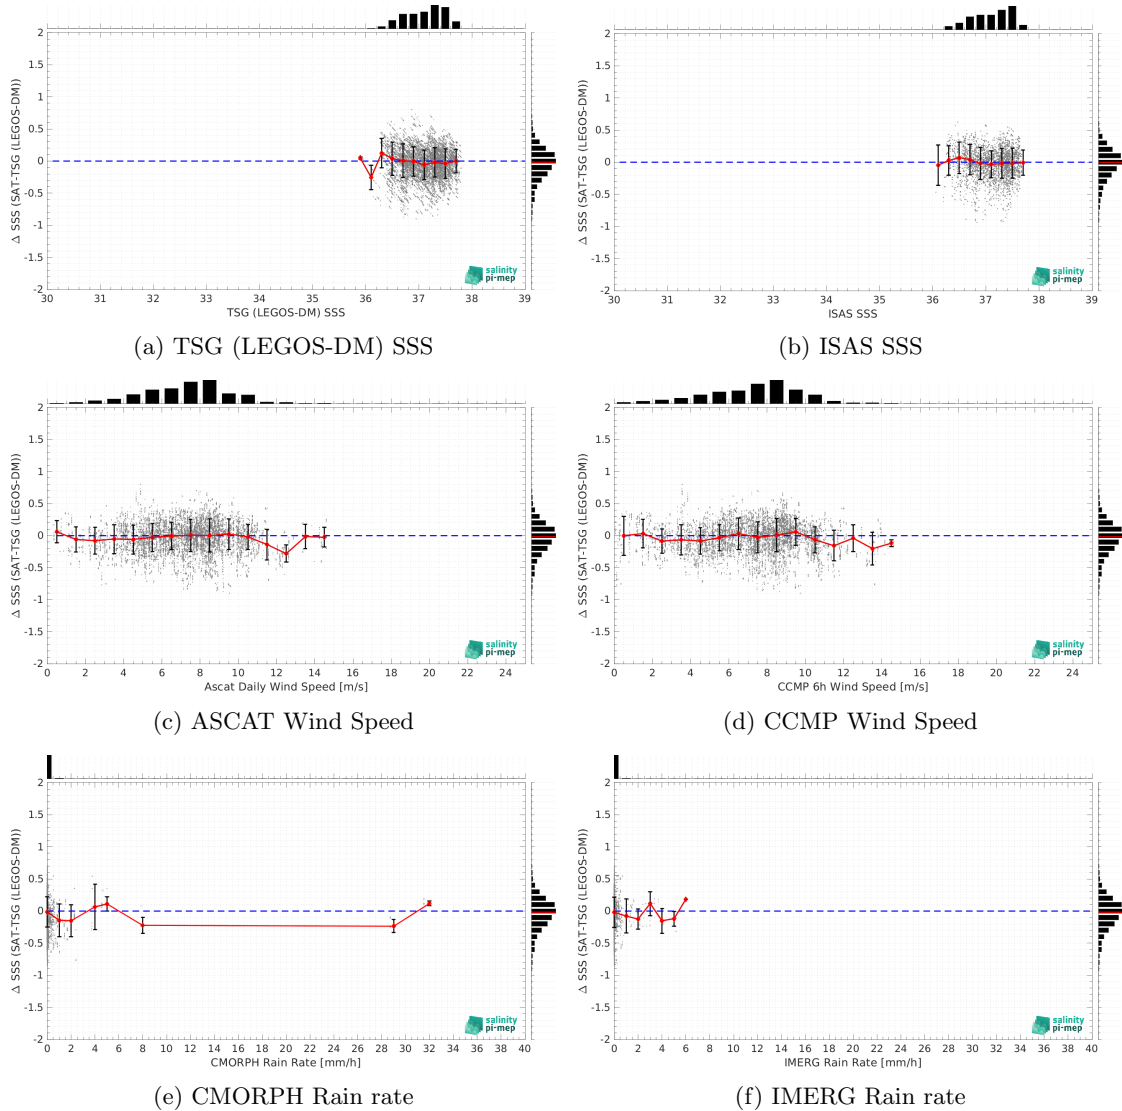 2
1.5
1
0.5
0
-0.5
-1
-1.5
-2
Δ SSS (SAT-TSG (LEGOS-DM))
salinity
pi-mep
30 31 32 33 34 35 36 37 38 39
TSG (LEGOS-DM) SSS
(a) TSG (LEGOS-DM) SSS
2
1.5
1
0.5
0
-0.5
-1
-1.5
-2
Δ SSS (SAT-TSG (LEGOS-DM))
salinity
pi-mep
30 31 32 33 34 35 36 37 38 39
ISAS SSS
(b) ISAS SSS
2
1.5
1
0.5
0
-0.5
-1
-1.5
-2
Δ SSS (SAT-TSG (LEGOS-DM))
salinity
pi-mep
0 2 4 6 8 10 12 14 16 18 20 22 24
Ascat Daily Wind Speed [m/s]
(c) ASCAT Wind Speed
2
1.5
1
0.5
0
-0.5
-1
-1.5
-2
Δ SSS (SAT-TSG (LEGOS-DM))
salinity
pi-mep
0 2 4 6 8 10 12 14 16 18 20 22 24
CCMP 6h Wind Speed [m/s]
(d) CCMP Wind Speed
2
1.5
1
0.5
0
-0.5
-1
-1.5
-2
Δ SSS (SAT-TSG (LEGOS-DM))
salinity
pi-mep
0 2 4 6 8 10 12 14 16 18 20 22 24 26 28 30 32 34 36 38 40
CMORPH Rain Rate [mm/h]
(e) CMORPH Rain rate
2
1.5
1
0.5
0
-0.5
-1
-1.5
-2
Δ SSS (SAT-TSG (LEGOS-DM))
salinity
pi-mep
0 2 4 6 8 10 12 14 16 18 20 22 24 26 28 30 32 34 36 38 40
IMERG Rain Rate [mm/h]
(f) IMERG Rain rate